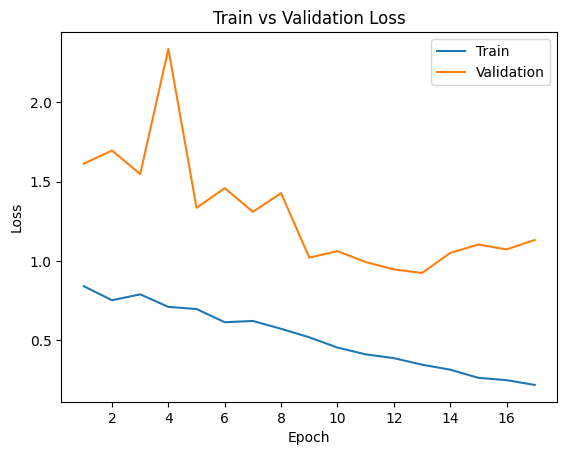 Train vs Validation Loss
Train
Validation
2.0
1.5
1.0
0.5
Loss
2 4 6 8 10 12 14 16
Epoch